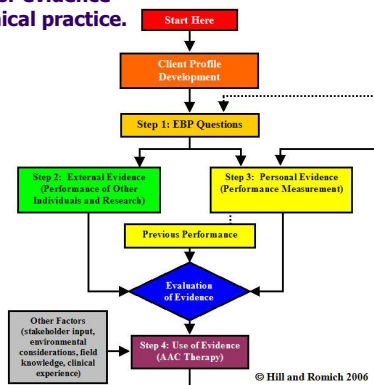 nical practice.
Start Here
Client Profile
Development
Step 1: EBP Questions
Step 2: External Evidence
(Performance of Other
Individuals and Research)
Step 3: Personal Evidence
(Performance Measurement)
Previous Performance
Evaluation
of Evidence
Other Factors
(stakeholder input,
environmental
considerations, field
knowledge, clinical
experience)
Step 4: Use of Evidence
(AAC Therapy)
© Hill and Romich 2006